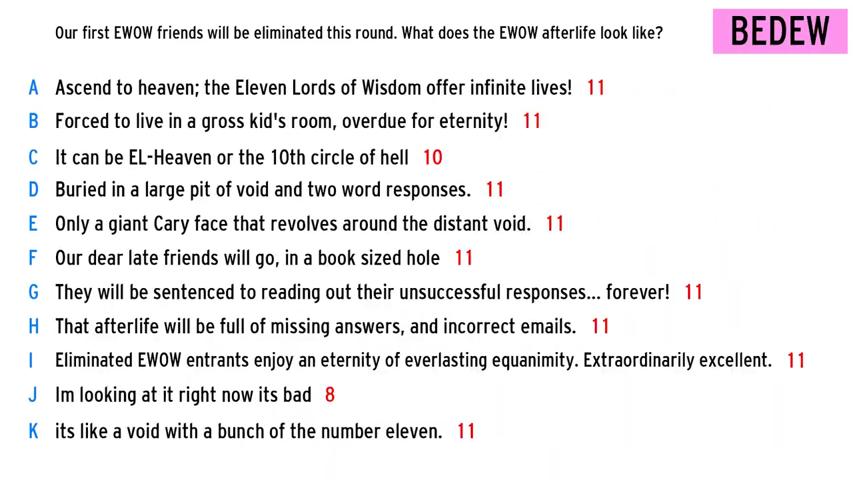 Our first EWOW friends will be eliminated this round. What does the EWOW afterlife look like?
BEDEW
A Ascend to heaven; the Eleven Lords of Wisdom offer infinite lives! 11
B Forced to live in a gross kid's room, overdue for eternity! 11
C It can be EL-Heaven or the 10th circle of hell 10
D Buried in a large pit of void and two word responses. 11
E Only a giant Cary face that revolves around the distant void. 11
F Our dear late friends will go, in a book sized hole 11
G They will be sentenced to reading out their unsuccessful responses... forever! 11
H That afterlife will be full of missing answers, and incorrect emails. 11
I Eliminated EWOW entrants enjoy an eternity of everlasting equanimity. Extraordinarily excellent. 11
J Im looking at it right now its bad 8
K its like a void with a bunch of the number eleven. 11